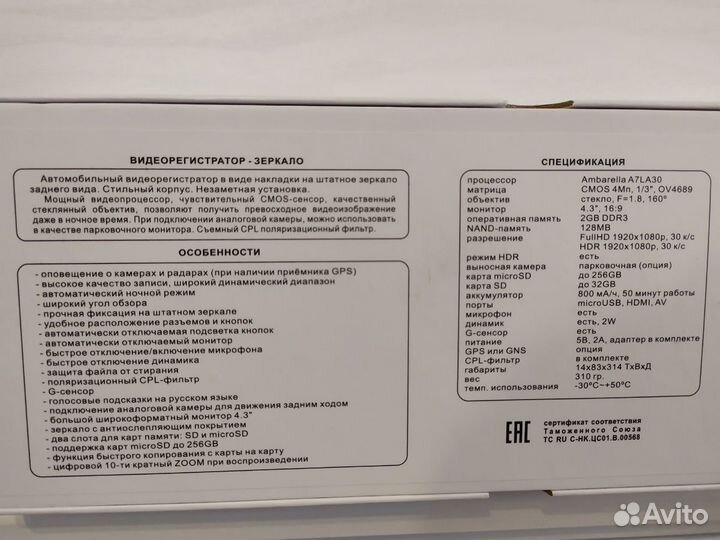 ВИДЕОРЕГИСТРАТОР - ЗЕРКАЛО
Автомобильный видеорегистратор в виде накладки на штатное зеркало
заднего вида. Стильный корпус. Незаметная установка.
Мощный видеопроцессор, чувствительный CMOS-сенсор, качественный
стеклянный объектив, позволяют получить превосходное видеоизображение
даже в ночное время. При подключении аналоговой камеры, можно использовать
в качестве парковочного монитора. Съемный CPL поляризационный фильтр.
ОСОБЕННОСТИ
- оповещение о камерах и радарах (при наличии приёмника GPS)
- высокое качество записи, широкий динамический диапазон
- автоматический ночной режим
- широкий угол обзора
- прочная фиксация на штатном зеркале
- удобное расположение разъемов и кнопок
- автоматически отключаемая подсветка кнопок
- автоматически отключаемый монитор
- быстрое отключение/включение микрофона
- быстрое отключение динамика
- защита файла от стирания
- поляризационный CPL-фильтр
- G-сенсор
- голосовые подсказки на русском языке
- подключение аналоговой камеры для движения задним ходом
- большой широкоформатный монитор 4.3"
- зеркало с антиослепляющим покрытием
- два слота для карт памяти: SD и microSD
- поддержка карт microSD до 256GB
- функция быстрого копирования с карты на карту
- цифровой 10-ти кратный ZOOM при воспроизведении
СПЕЦИФИКАЦИЯ
процессор Ambarella A7LA30
матрица CMOS 4Мп, 1/3", OV4689
объектив стекло, F=1.8, 160°
монитор 4.3", 16:9
оперативная память 2GB DDR3
NAND-память 128MB
разрешение FullHD 1920x1080p, 30 к/с
HDR 1920x1080p, 30 к/с
режим HDR есть
выносная камера парковочная (опция)
карта microSD до 256GB
карта SD до 32GB
аккумулятор 800 мА/ч, 50 минут работы
порты microUSB, HDMI, AV
микрофон есть
динамик есть, 2W
G-сенсор есть
питание 5В, 2А, адаптер в комплекте
GPS или GNS опция
CPL-фильтр в комплекте
габариты 14x83x314 ТxВxД
вес 310 гр.
темп. использования -30°C~+50°C
EAC
сертификат соответствия
Таможенного Союза
TC RU C-HK.ЦС01.B.00568
Avito